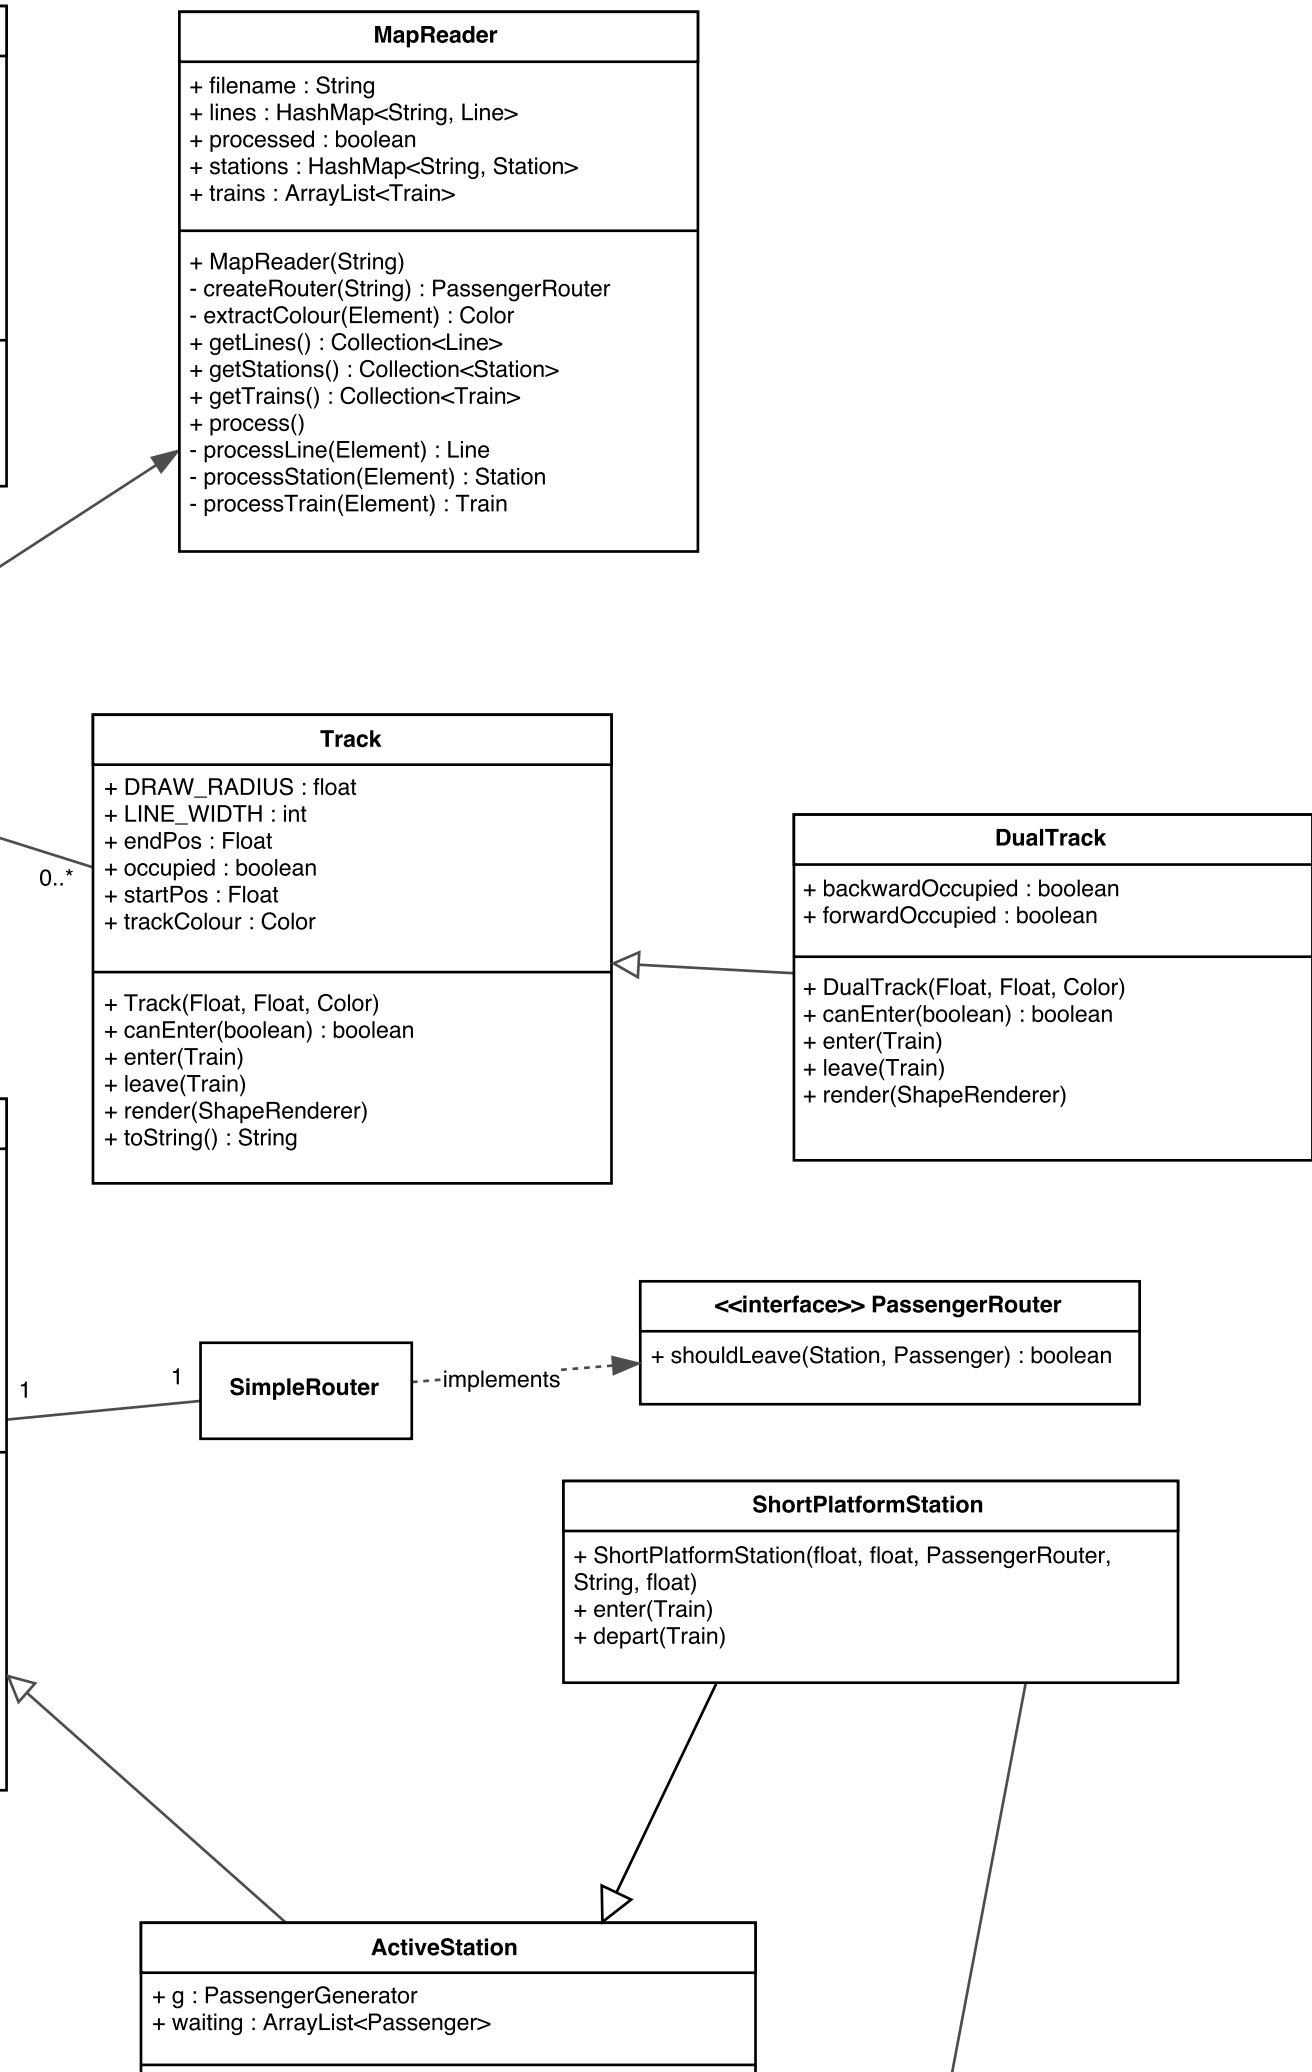 MapReader
+ filename : String
+ lines : HashMap<String, Line>
+ processed : boolean
+ stations : HashMap<String, Station>
+ trains : ArrayList<Train>
+ MapReader(String)
- createRouter(String) : PassengerRouter
- extractColour(Element) : Color
+ getLines() : Collection<Line>
+ getStations() : Collection<Station>
+ getTrains() : Collection<Train>
+ process()
- processLine(Element) : Line
- processStation(Element) : Station
- processTrain(Element) : Train
Track
+ DRAW_RADIUS : float
+ LINE_WIDTH : int
+ endPos : Float
+ occupied : boolean
+ startPos : Float
+ trackColour : Color
+ Track(Float, Float, Color)
+ canEnter(boolean) : boolean
+ enter(Train)
+ leave(Train)
+ render(ShapeRenderer)
+ toString() : String
0..*
DualTrack
+ backwardOccupied : boolean
+ forwardOccupied : boolean
+ DualTrack(Float, Float, Color)
+ canEnter(boolean) : boolean
+ enter(Train)
+ leave(Train)
+ render(ShapeRenderer)
<<interface>> PassengerRouter
+ shouldLeave(Station, Passenger) : boolean
1
1
SimpleRouter
implements
ShortPlatformStation
+ ShortPlatformStation(float, float, PassengerRouter,
String, float)
+ enter(Train)
+ depart(Train)
ActiveStation
+ g : PassengerGenerator
+ waiting : ArrayList<Passenger>